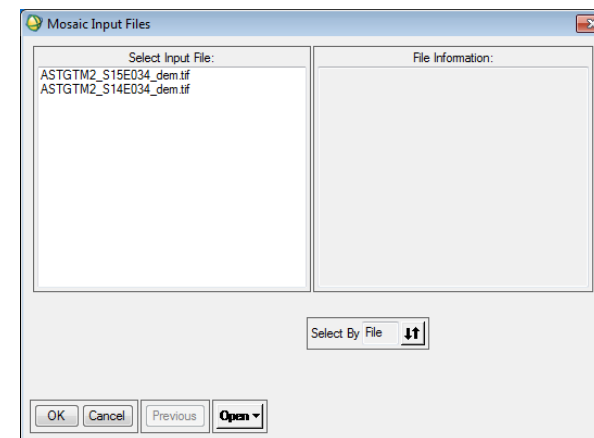 Mosaic Input Files
Select Input File:
File Information:
ASTGTM2_S15E034_dem.tif
ASTGTM2_S14E034_dem.tif
Select By File
OK Cancel Previous Open